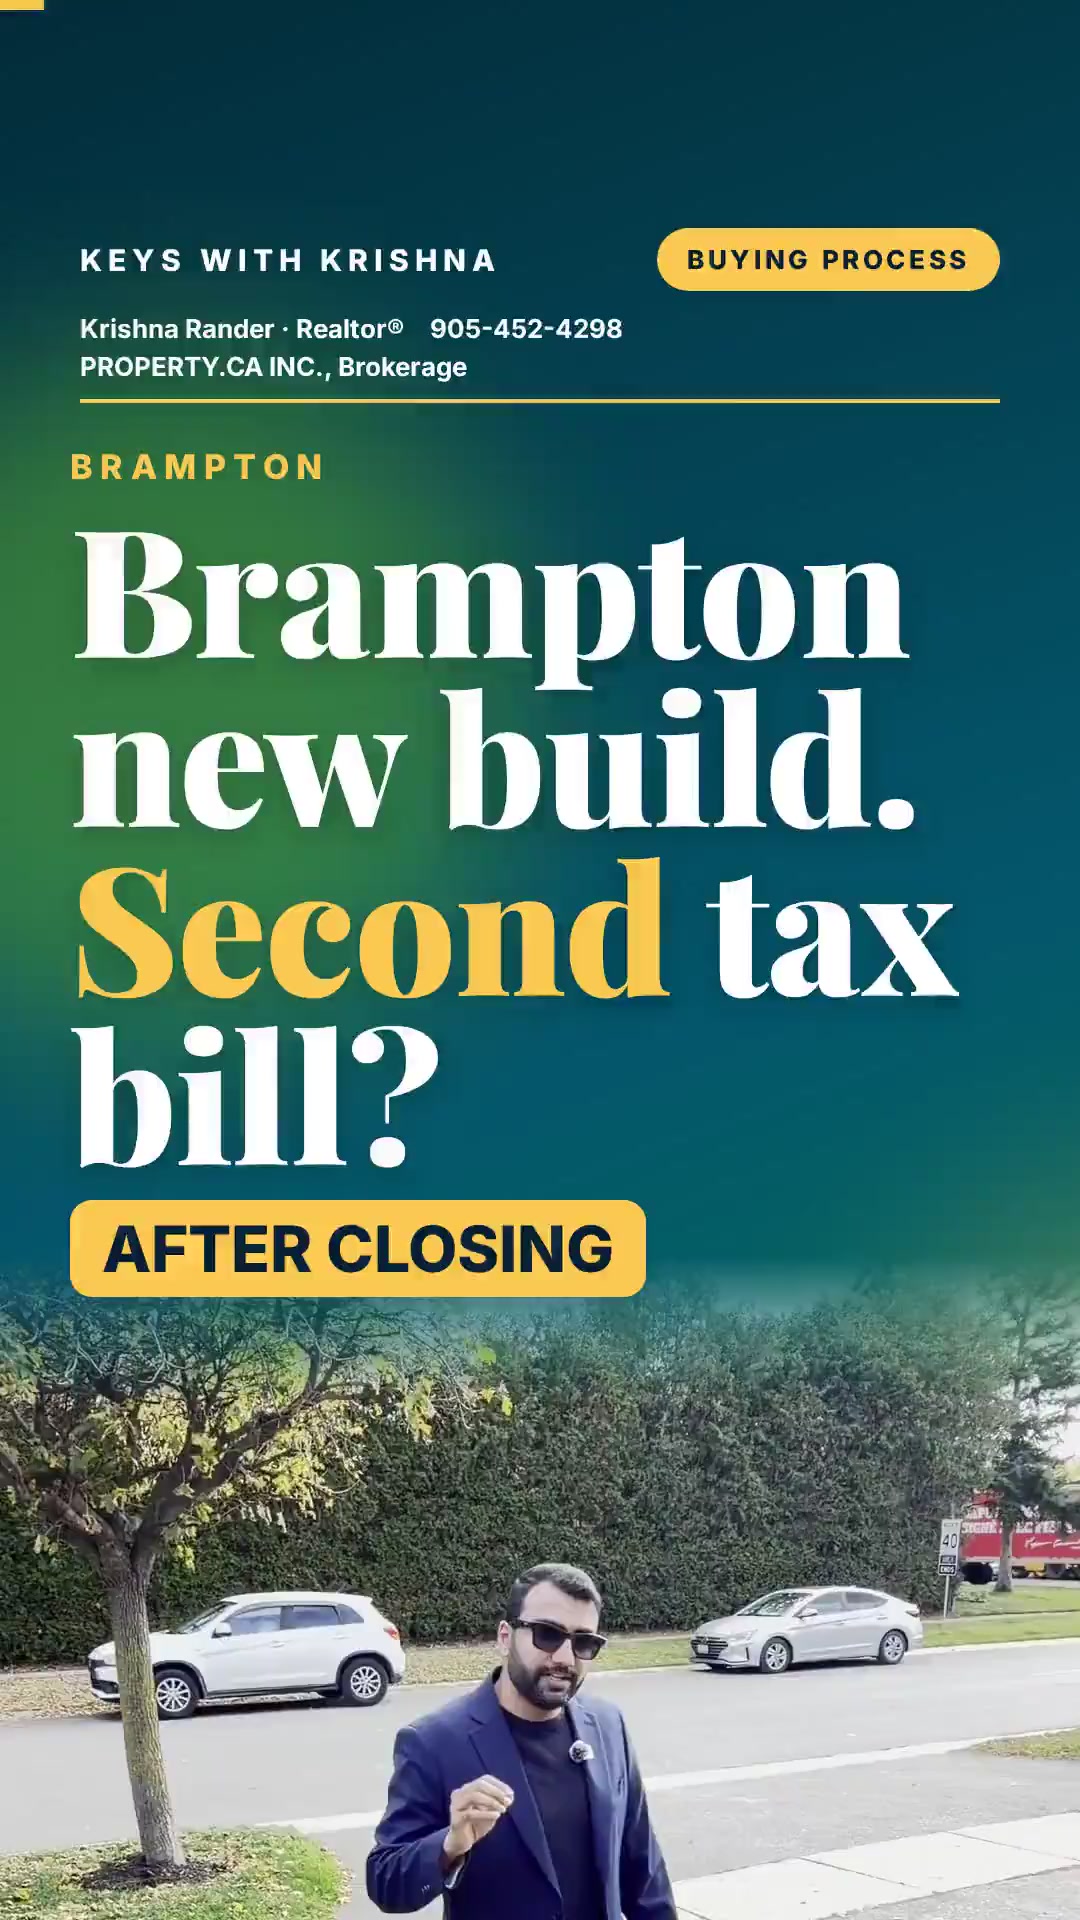 KEYS WITH KRISHNA
BUYING PROCESS
Krishna Rander · Realtor® 905-452-4298
PROPERTY.CA INC., Brokerage
BRAMPTON
Brampton
new build.
Second tax
bill?
AFTER CLOSING
40
ENDS